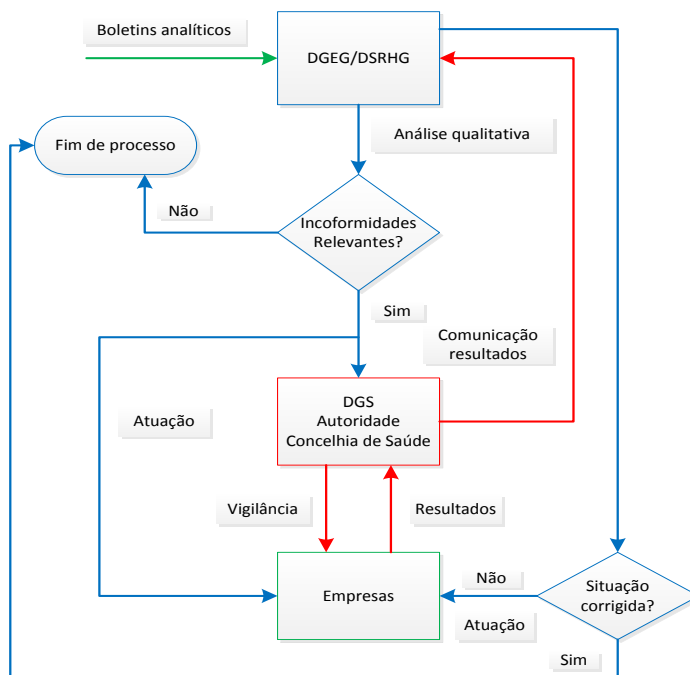 Boletins analíticos
DGEG/DSRHG
Análise qualitativa
Fim de processo
Não
Incoformidades
Relevantes?
Sim
Comunicação
resultados
Atuação
DGS
Autoridade
Concelhia de Saúde
Vigilância
Resultados
Empresas
Não
Atuação
Situação
corrigida?
Sim